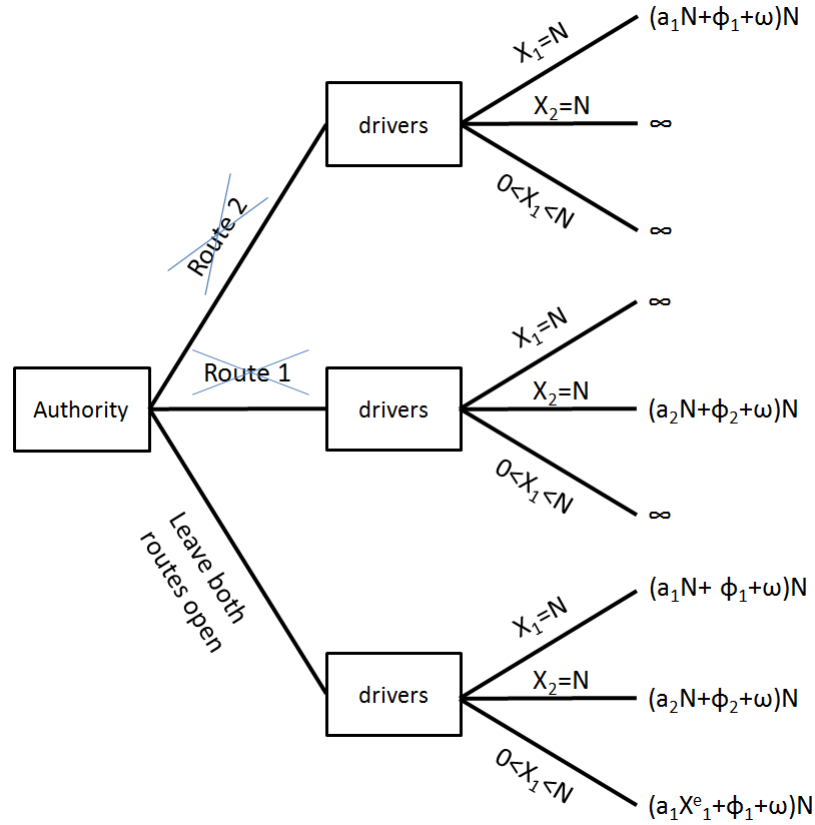 X₁=N
(a₁N+ϕ₁+ω)N
drivers
X₂=N
∞
0<X₁<N
∞
Route 2
X₁=N
∞
Route 1
Authority
drivers
X₂=N
(a₂N+ϕ₂+ω)N
0<X₁<N
∞
Leave both
routes open
X₁=N
(a₁N+ ϕ₁+ω)N
drivers
X₂=N
(a₂N+ϕ₂+ω)N
0<X₁<N
(a₁Xᵉ₁+ϕ₁+ω)N